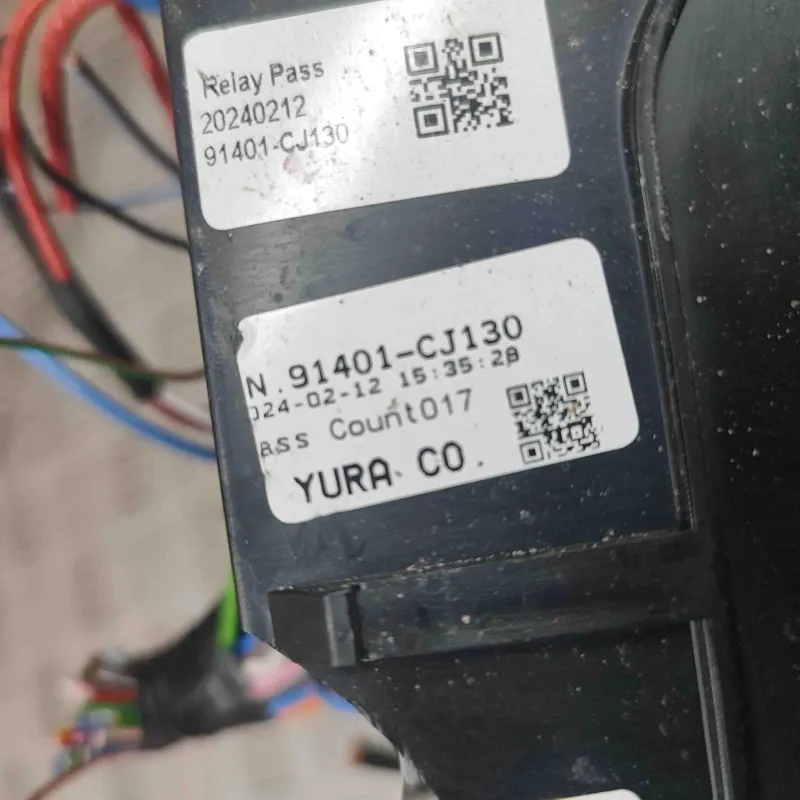 Relay Pass
20240212
91401-CJ130
N.91401-CJ130
024-02-12 15:35:28
ass Count017
YURA CO.